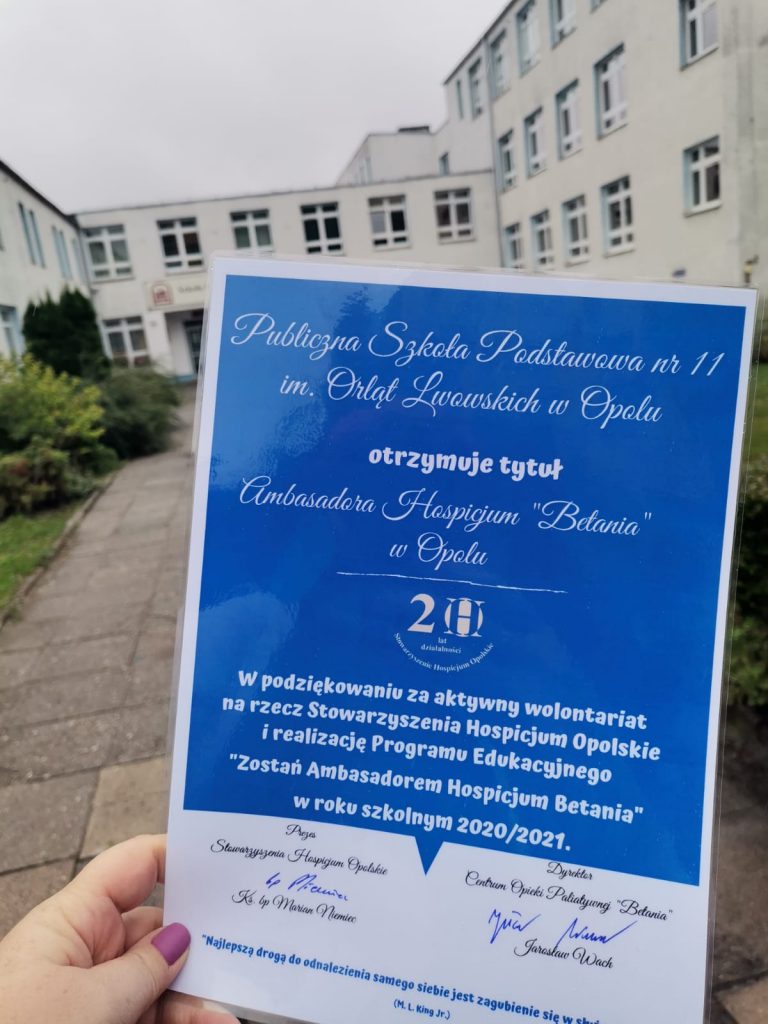 Publiczna Szkoła Podstawowa nr 11
im. Orląt Lwowskich w Opolu
otrzymuje tytuł
Ambasadora Hospicjum "Betania"
w Opolu
20
lat
działalności
Stowarzyszenie Hospicjum Opolskie
W podziękowaniu za aktywny wolontariat
na rzecz Stowarzyszenia Hospicjum Opolskie
i realizację Programu Edukacyjnego
"Zostań Ambasadorem Hospicjum Betania"
w roku szkolnym 2020/2021.
Prezes
Stowarzyszenia Hospicjum Opolskie
Ks. bp Marian Niemiec
Dyrektor
Centrum Opieki Paliatywnej "Betania"
Jarosław Wach
"Najlepszą drogą do odnalezienia samego siebie jest zagubienie się w
(M. L. King Jr.)